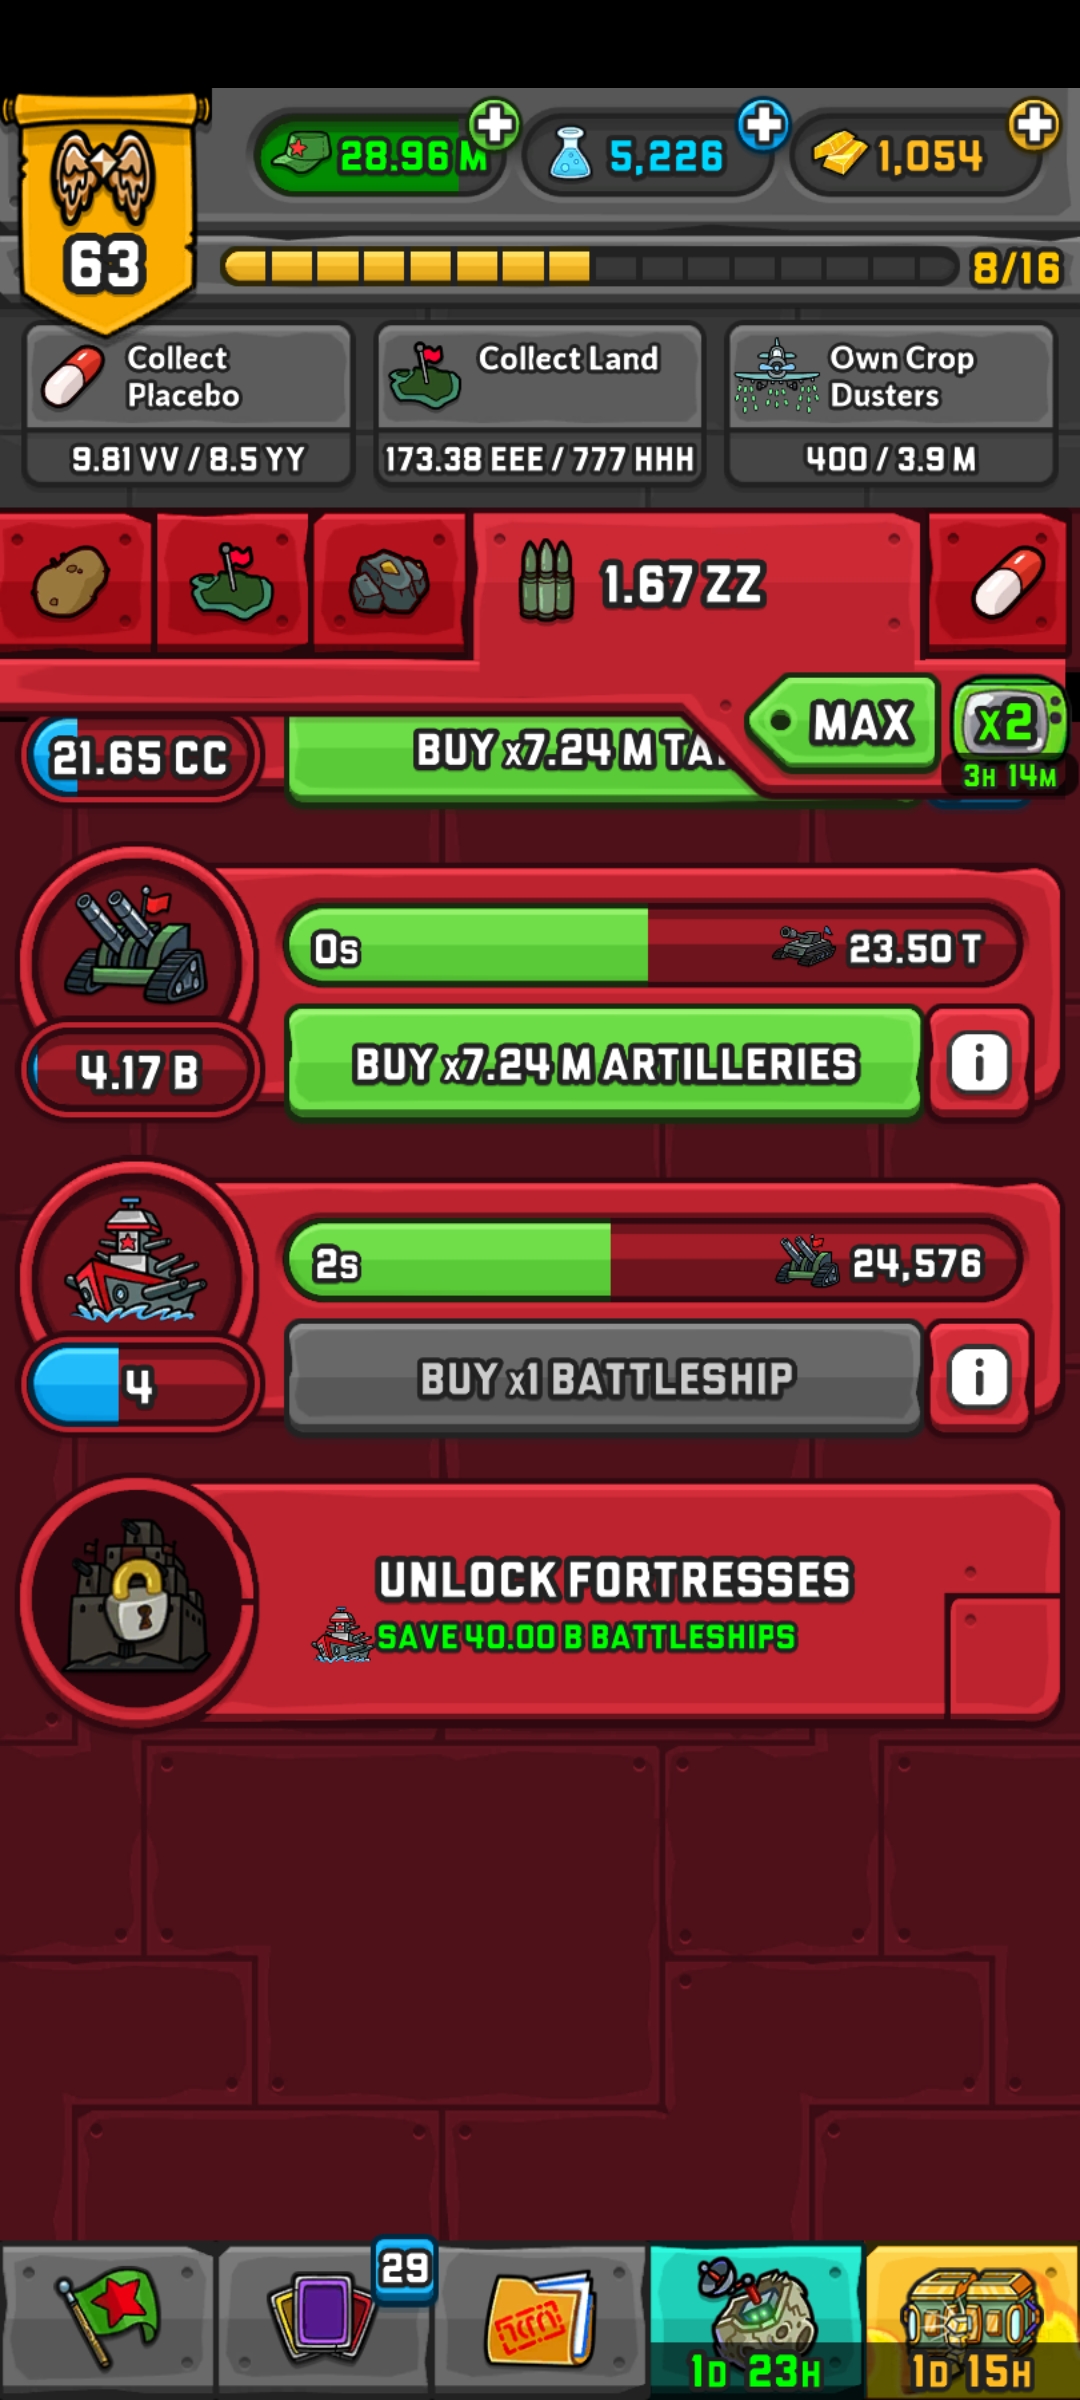 28.96 M
5,226
1,054
63
8/16
Collect
Placebo
9.81 VV / 8.5 YY
Collect Land
173.38 EEE / 777 HHH
Own Crop
Dusters
400 / 3.9 M
1.67 ZZ
MAX
x2
3H 14M
21.65 CC
BUY x7.24 M TA
0s
23.50 T
4.17 B
BUY x7.24 M ARTILLERIES
i
2s
24,576
4
BUY x1 BATTLESHIP
i
UNLOCK FORTRESSES
SAVE 40.00 B BATTLESHIPS
29
1D 23H
1D 15H